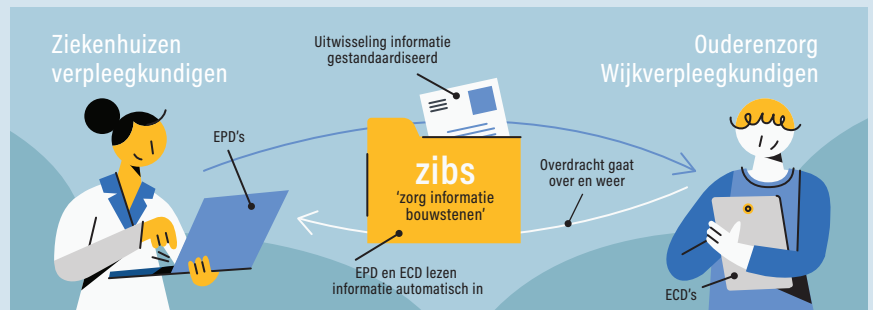 Ziekenhuizen
verpleegkundigen
Uitwisseling informatie
gestandaardiseerd
Ouderenzorg
Wijkverpleegkundigen
EPD's
zibs
'zorg informatie
bouwstenen'
Overdracht gaat
over en weer
EPD en ECD lezen
informatie automatisch in
ECD's